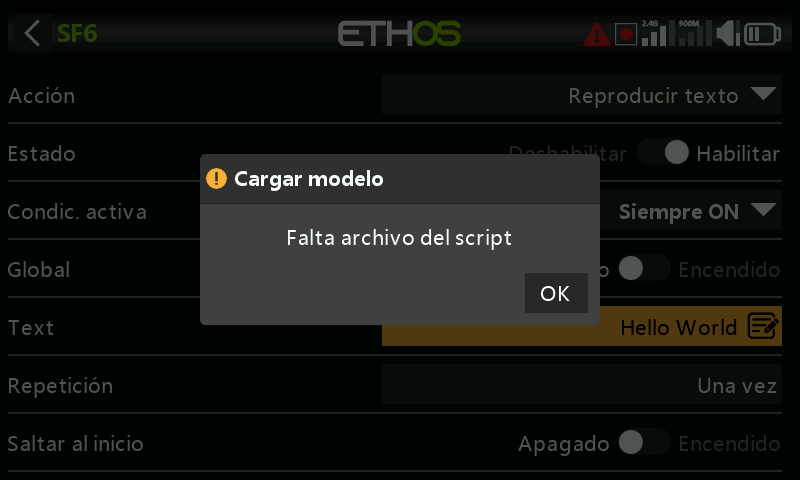 SF6
ETHOS
2.4G
900M
Acción
Reproducir texto
Estado
Deshabilitar
Habilitar
Cargar modelo
Falta archivo del script
OK
Condic. activa
Siempre ON
Global
Encendido
Text
Hello World
Repetición
Una vez
Saltar al inicio
Apagado
Encendido